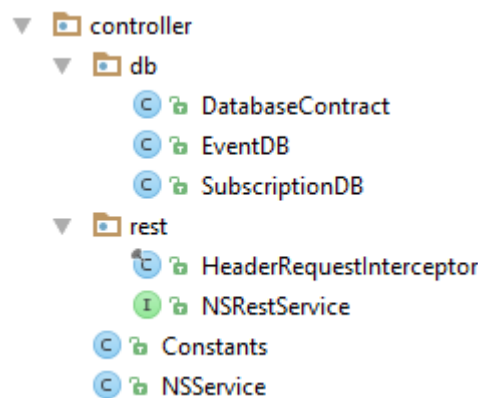 controller
db
DatabaseContract
EventDB
SubscriptionDB
rest
HeaderRequestInterceptor
NSRestService
Constants
NSService